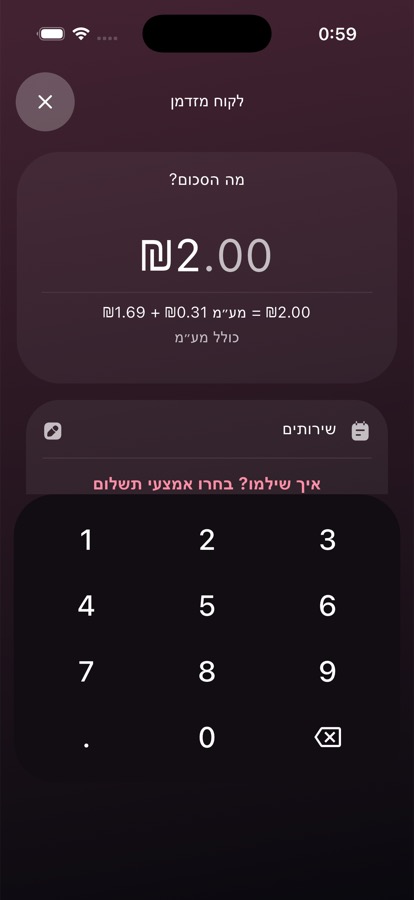 0:59
לקוח מזדמן
מה הסכום?
₪2.00
₪1.69 + ₪0.31 מע״מ = ₪2.00
כולל מע״מ
שירותים
איך שילמו? בחרו אמצעי תשלום
1 2 3
4 5 6
7 8 9
. 0